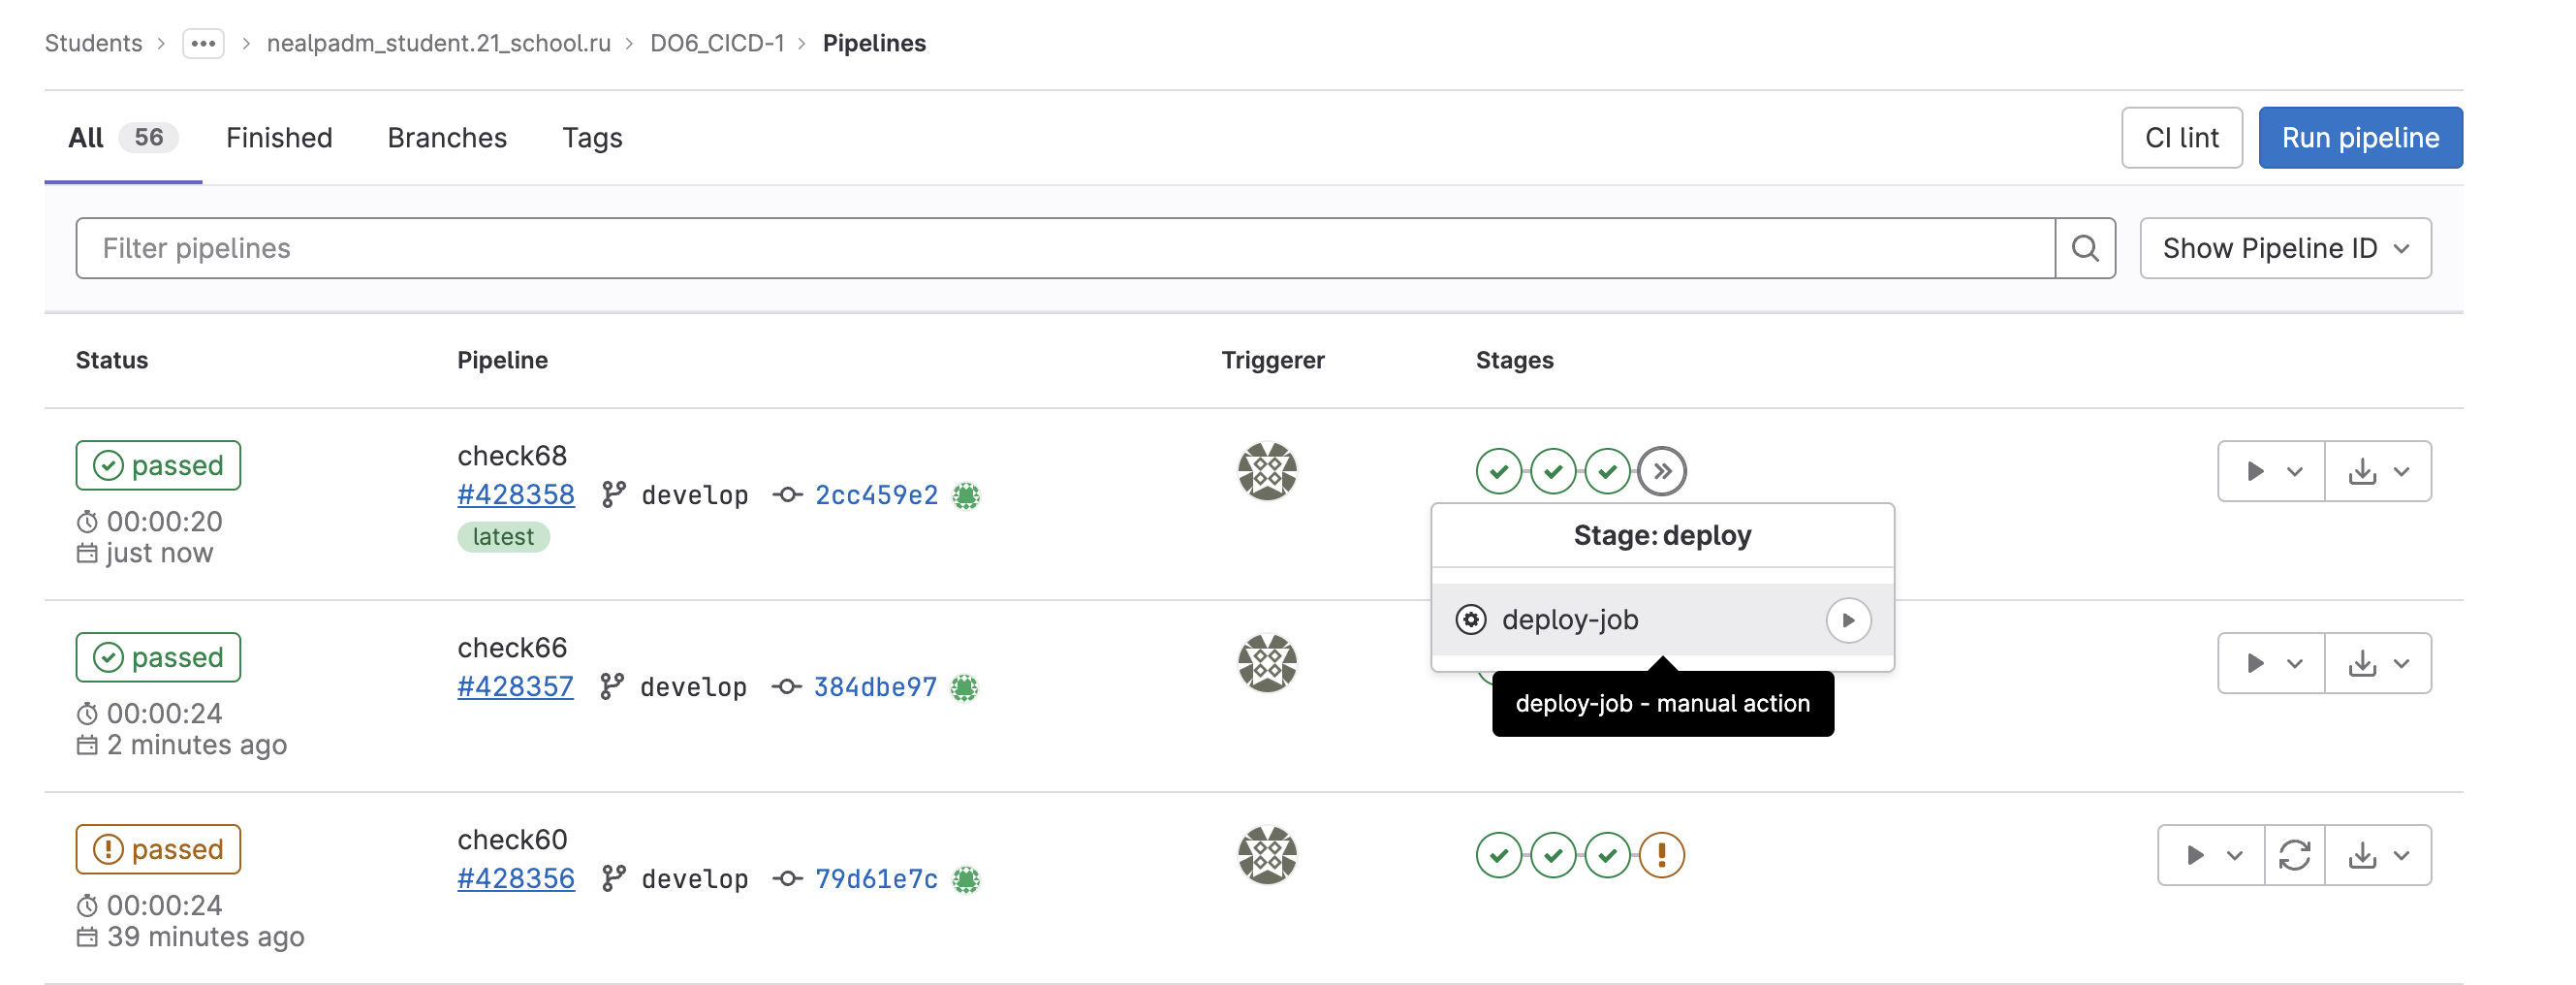 Students > ••• > nealpadm_student.21_school.ru > DO6_CICD-1 > Pipelines
All 56 Finished Branches Tags CI lint Run pipeline
Filter pipelines Show Pipeline ID
Status Pipeline Triggerer Stages
passed
00:00:20
just now
check68
#428358 develop 2cc459e2
latest
Stage: deploy
deploy-job
deploy-job - manual action
passed
00:00:24
2 minutes ago
check66
#428357 develop 384dbe97
passed
00:00:24
39 minutes ago
check60
#428356 develop 79d61e7c